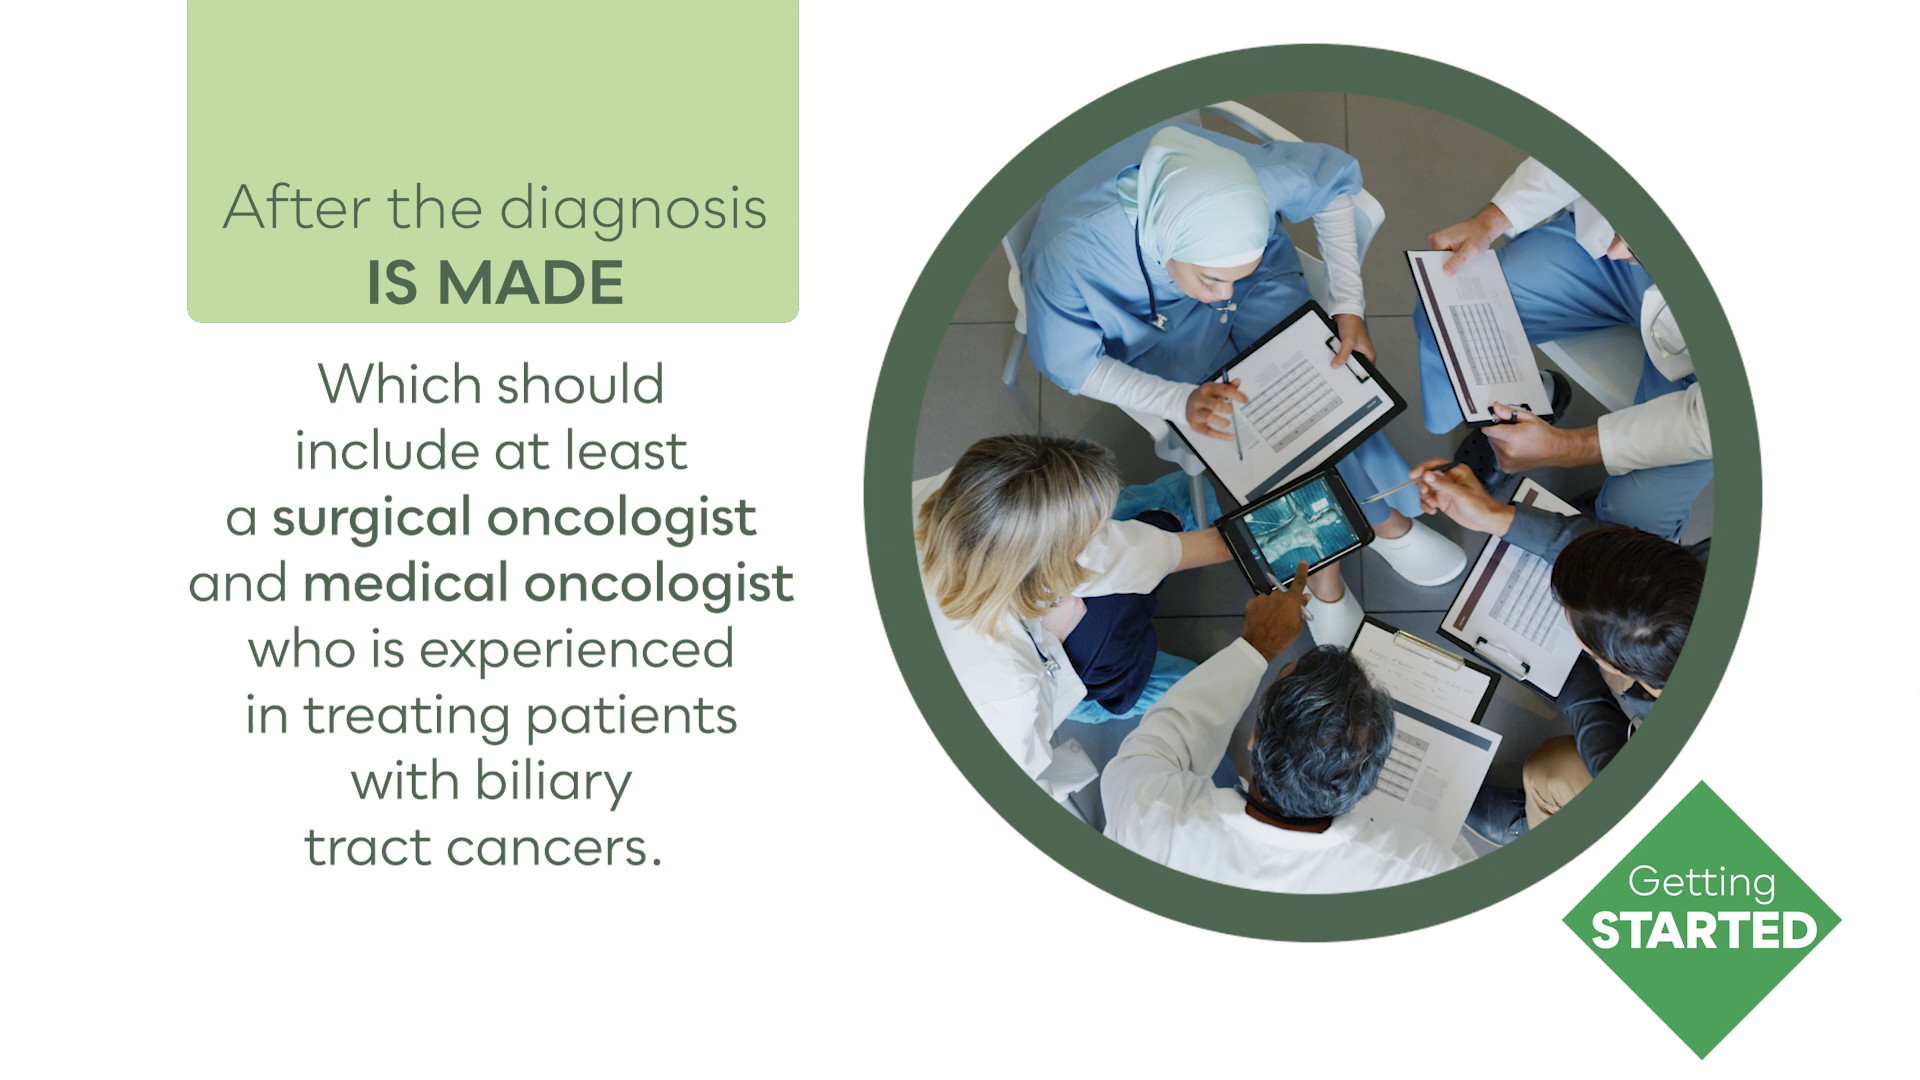 After the diagnosis
IS MADE
Which should
include at least
a surgical oncologist
and medical oncologist
who is experienced
in treating patients
with biliary
tract cancers.
Getting
STARTED